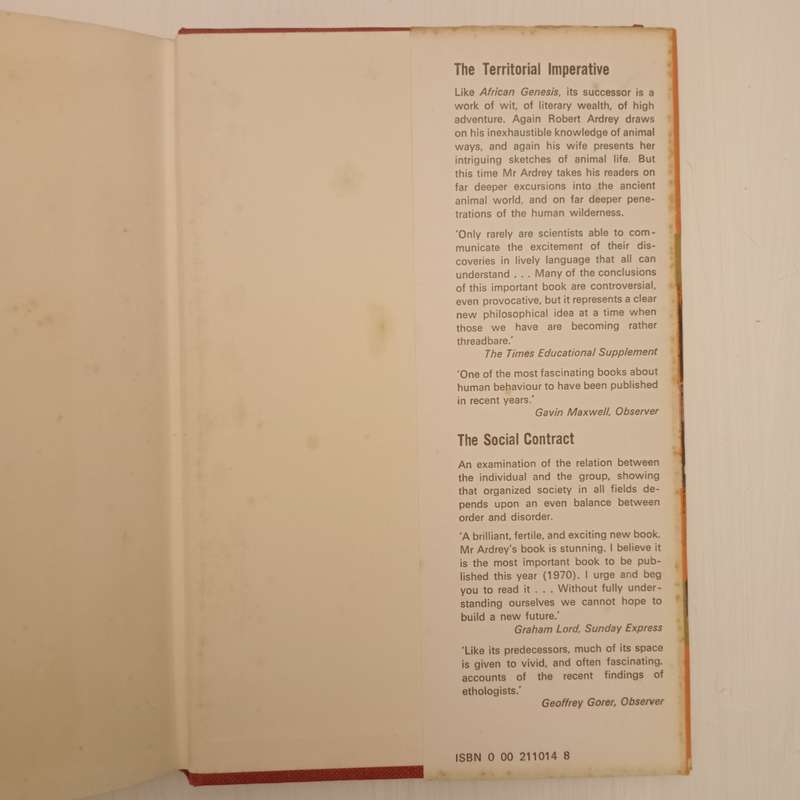 The Territorial Imperative
Like African Genesis, its successor is a
work of wit, of literary wealth, of high
adventure. Again Robert Ardrey draws
on his inexhaustible knowledge of animal
ways, and again his wife presents her
intriguing sketches of animal life. But
this time Mr Ardrey takes his readers on
far deeper excursions into the ancient
animal world, and on far deeper pene-
trations of the human wilderness.
'Only rarely are scientists able to com-
municate the excitement of their dis-
coveries in lively language that all can
understand . . . Many of the conclusions
of this important book are controversial,
even provocative, but it represents a clear
new philosophical idea at a time when
those we have are becoming rather
threadbare.'
The Times Educational Supplement
'One of the most fascinating books about
human behaviour to have been published
in recent years.'
Gavin Maxwell, Observer
The Social Contract
An examination of the relation between
the individual and the group, showing
that organized society in all fields de-
pends upon an even balance between
order and disorder.
'A brilliant, fertile, and exciting new book.
Mr Ardrey's book is stunning. I believe it
is the most important book to be pub-
lished this year (1970). I urge and beg
you to read it . . . Without fully under-
standing ourselves we cannot hope to
build a new future.'
Graham Lord, Sunday Express
'Like its predecessors, much of its space
is given to vivid, and often fascinating,
accounts of the recent findings of
ethologists.'
Geoffrey Gorer, Observer
ISBN 0 00 211014 8